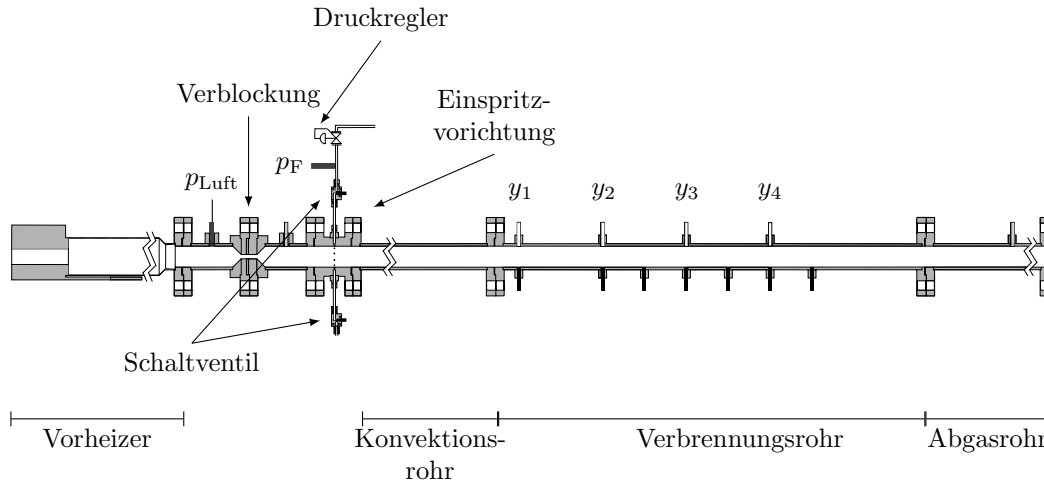 Druckregler
Verblockung
Einspritz-
vorichtung
p_F
p_Luft
y_1
y_2
y_3
y_4
Schaltventil
Vorheizer
Konvektions-
rohr
Verbrennungsrohr
Abgasrohr